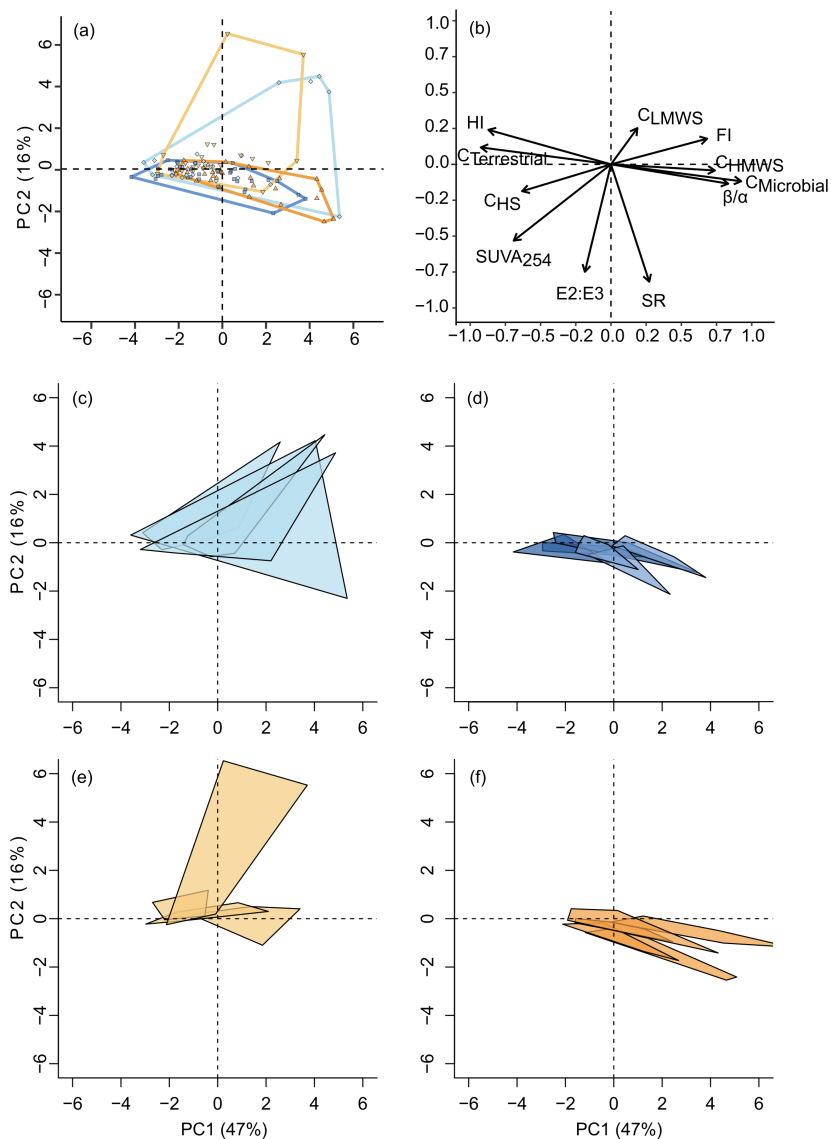 (a)
PC2 (16%)
6
4
2
0
−2
−4
−6
−6 −4 −2 0 2 4 6
(b)
1.0
0.7
0.5
0.2
0.0
−0.2
−0.5
−0.7
−1.0
−1.0 −0.7 −0.5 −0.2 0.0 0.2 0.5 0.7 1.0
HI
CLMWS
FI
CTerrestrial
CHMWS
CMicrobial
β/α
CHS
SUVA254
E2:E3
SR
(c)
PC2 (16%)
6
4
2
0
−2
−4
−6
−6 −4 −2 0 2 4 6
(d)
6
4
2
0
−2
−4
−6
−6 −4 −2 0 2 4 6
(e)
PC2 (16%)
6
4
2
0
−2
−4
−6
−6 −4 −2 0 2 4 6
PC1 (47%)
(f)
6
4
2
0
−2
−4
−6
−6 −4 −2 0 2 4 6
PC1 (47%)